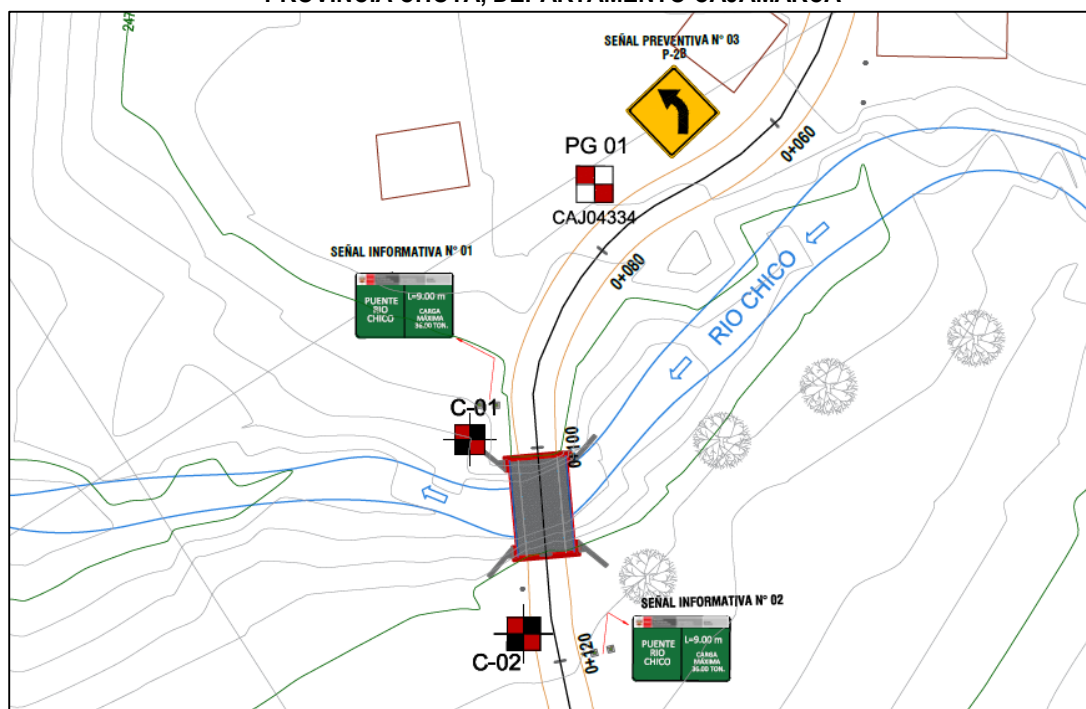 PROVINCIA CHOTA, DEPARTAMENTO CAJAMARCA
247
SEÑAL PREVENTIVA N° 03
P-2B
0+060
PG 01
CAJ04334
SEÑAL INFORMATIVA N° 01
PUENTE
RIO
CHICO
L=9.00 m
CARGA
MÁXIMA
36.00 TON.
0+080
RIO CHICO
C-01
0+100
SEÑAL INFORMATIVA N° 02
PUENTE
RIO
CHICO
L=9.00 m
CARGA
MÁXIMA
36.00 TON.
C-02
0+120